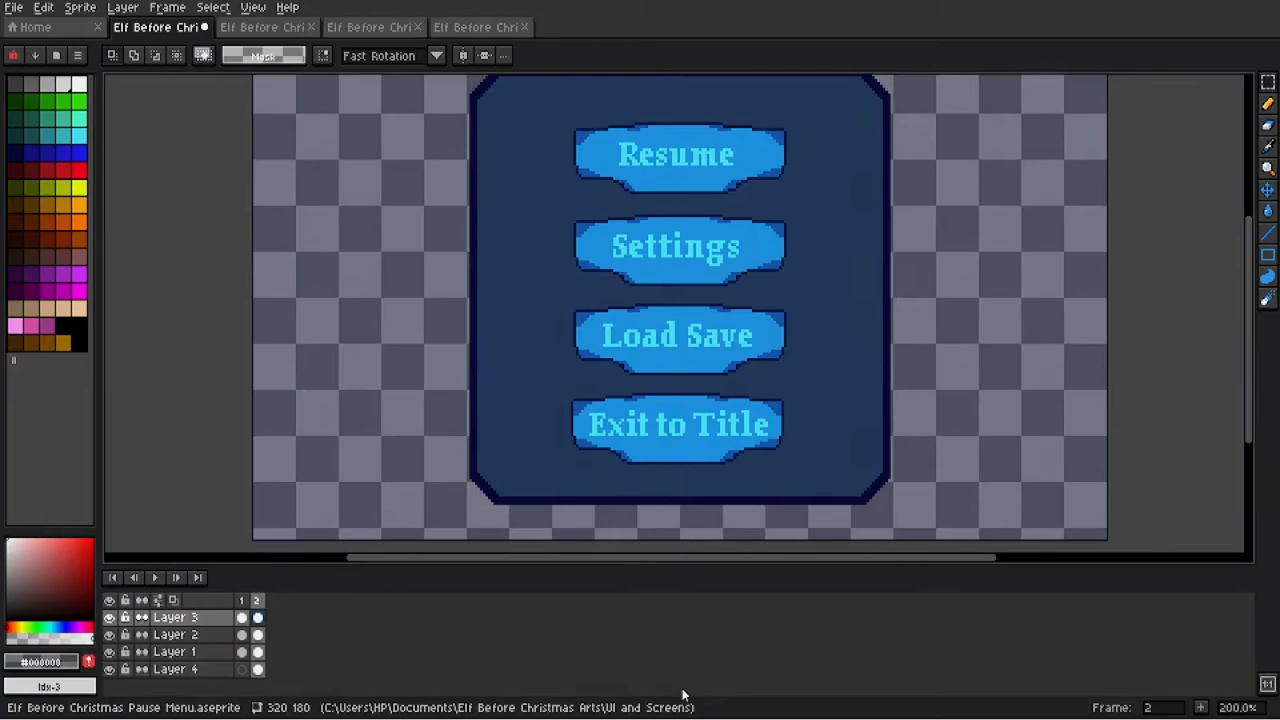 File Edit Sprite Layer Frame Select View Help
Home Elf Before Chri Elf Before Chri Elf Before Chri Elf Before Chri
Mask Fast Rotation
Resume
Settings
Load Save
Exit to Title
1 2
Layer 3
Layer 2
Layer 1
Layer 4
#000000
Idx-3
1:1
Elf Before Christmas Pause Menu.aseprite 320 180 (C:\Users\HP\Documents\Elf Before Christmas Arts\UI and Screens) Frame: 2 200.0%